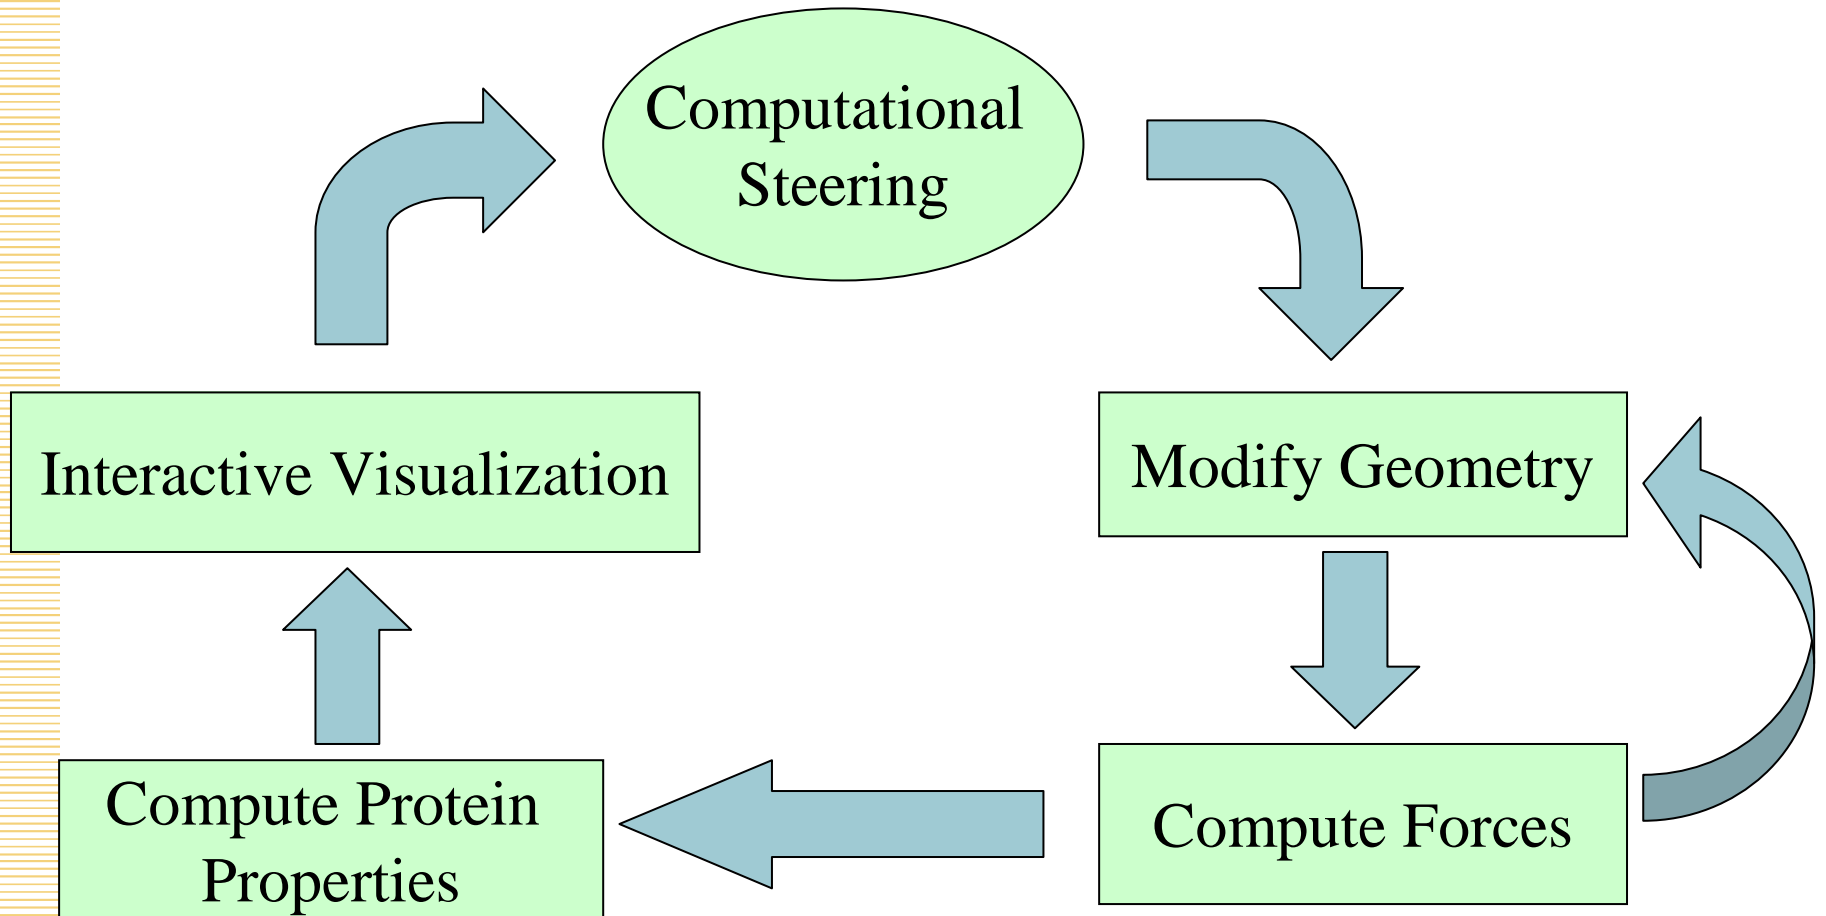 Computational
Steering
Interactive Visualization
Modify Geometry
Compute Protein
Properties
Compute Forces